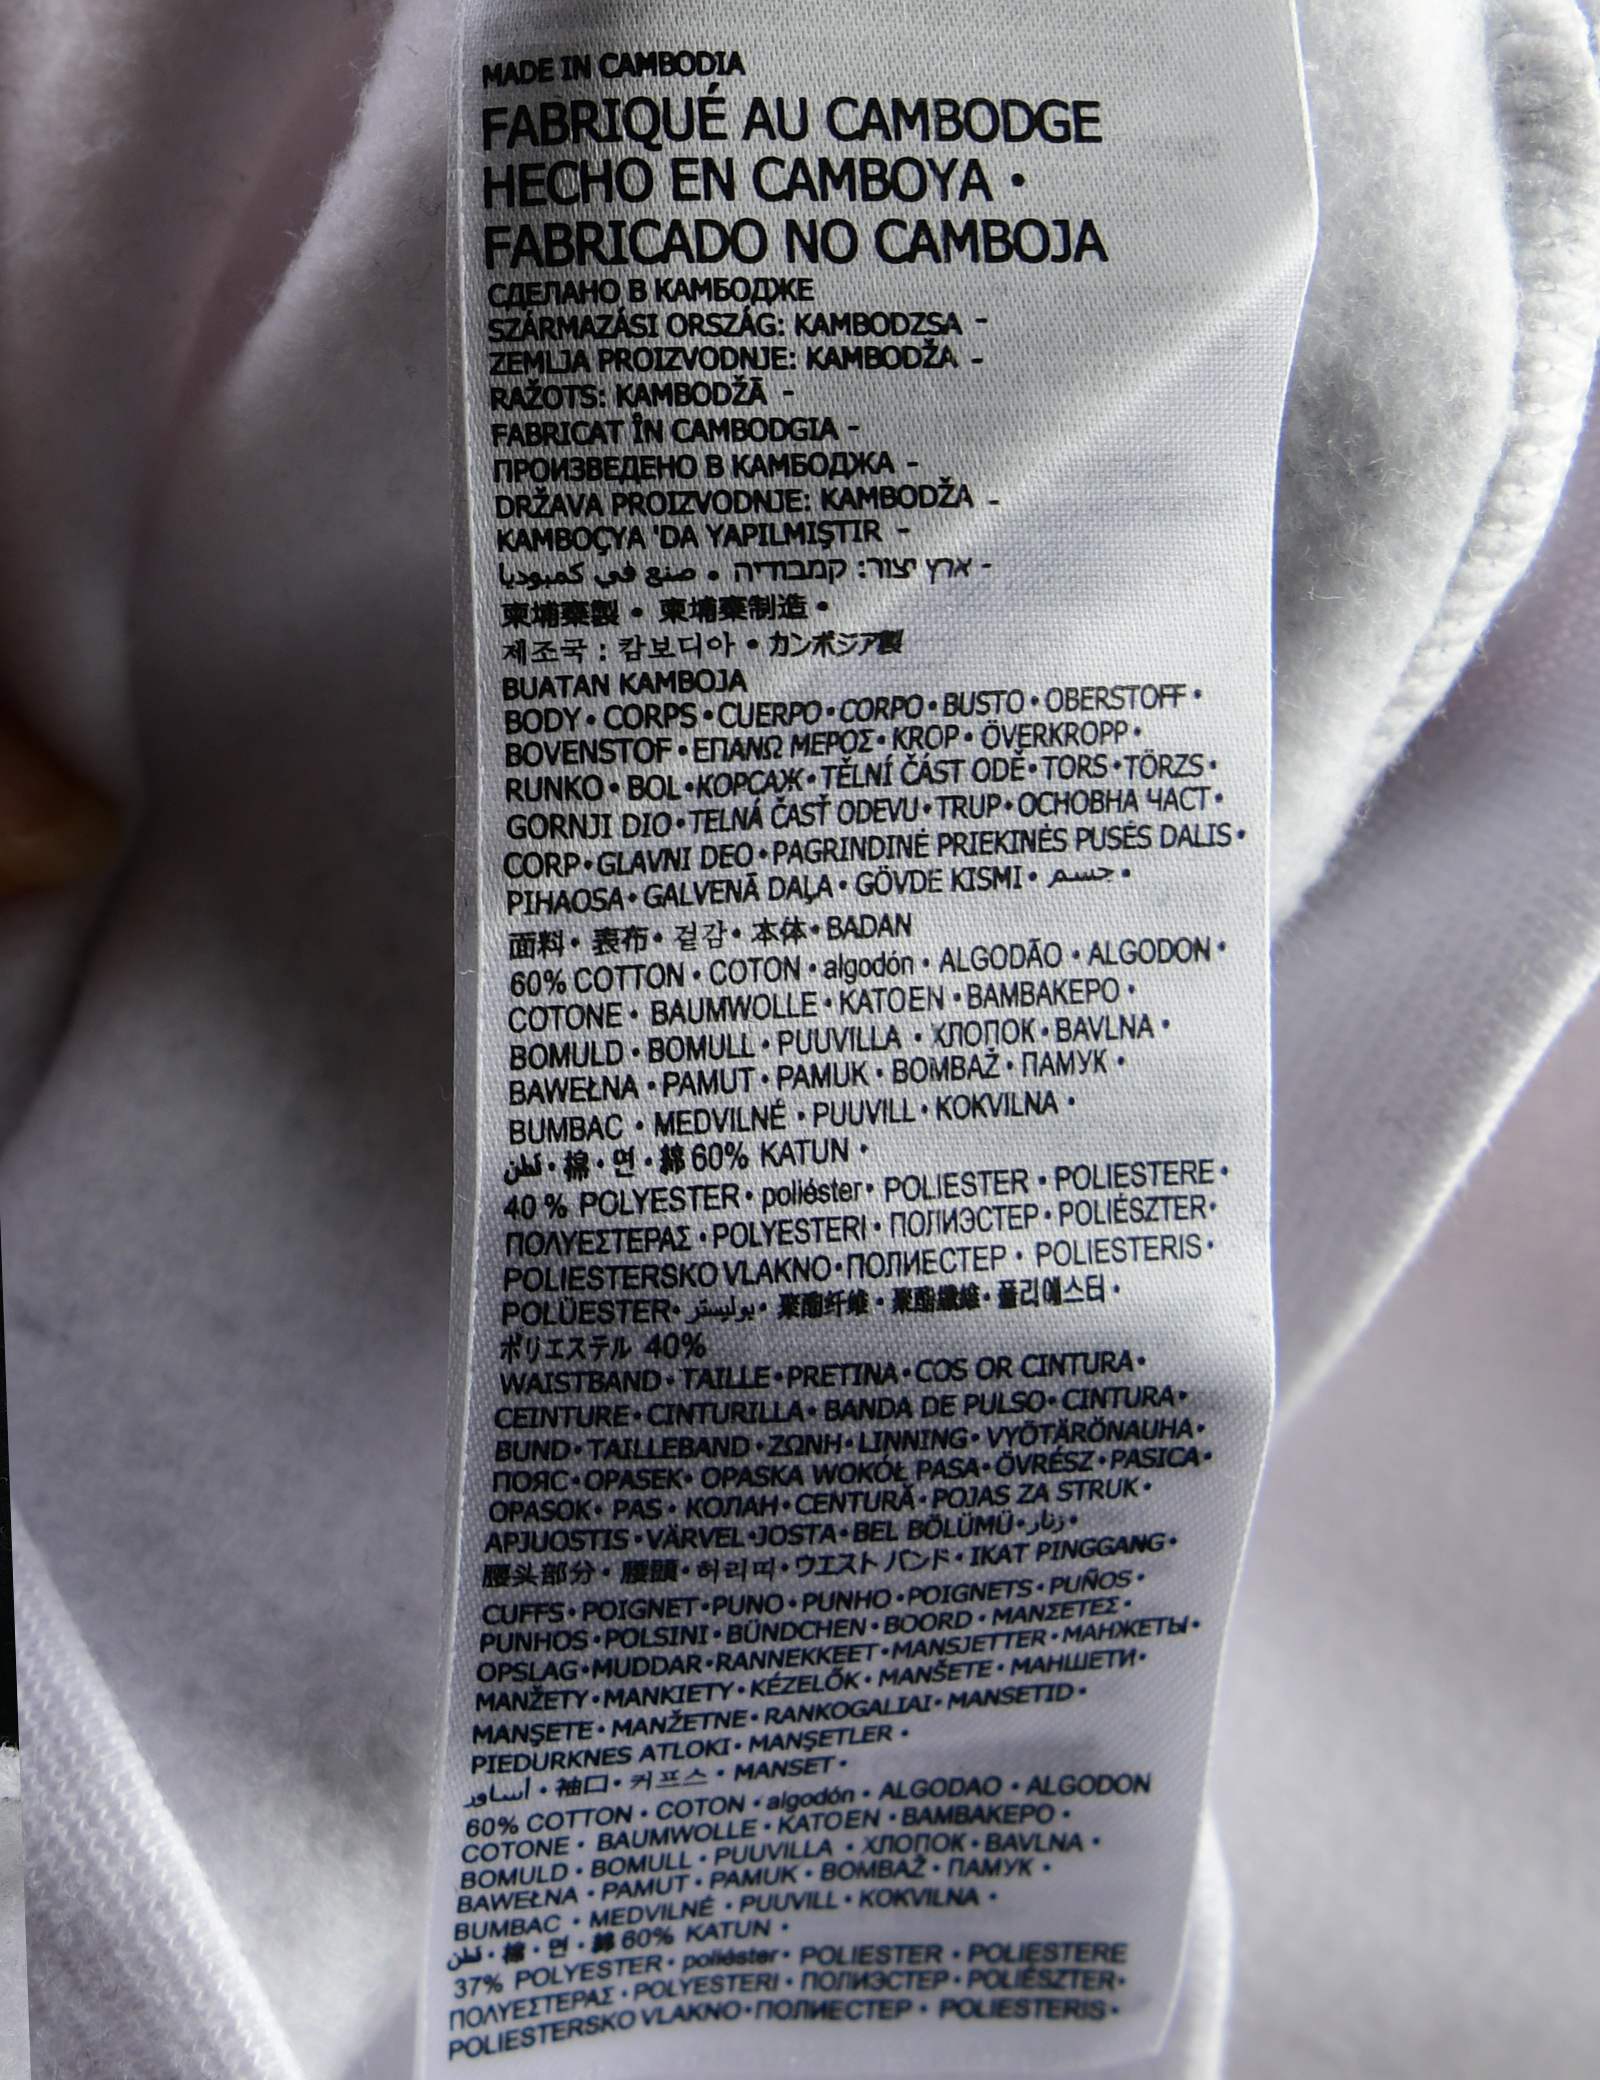 MADE IN CAMBODIA
FABRIQUÉ AU CAMBODGE
HECHO EN CAMBOYA •
FABRICADO NO CAMBOJA
СДЕЛАНО В КАМБОДЖЕ
SZÁRMAZÁSI ORSZÁG: KAMBODZSA -
ZEMLJA PROIZVODNJE: KAMBODŽA -
RAŽOTS: KAMBODŽĀ -
FABRICAT ÎN CAMBODGIA -
ПРОИЗВЕДЕНО В КАМБОДЖА -
DRŽAVA PROIZVODNJE: KAMBODŽA -
KAMBOÇYA 'DA YAPILMIŞTIR -
- ארץ יצור: קמבודיה • صنع في كمبوديا
柬埔寨製 • 柬埔寨制造 •
제조국 : 캄보디아 • カンボジア製
BUATAN KAMBOJA
BODY • CORPS • CUERPO • CORPO • BUSTO • OBERSTOFF •
BOVENSTOF • ΕΠΑΝΩ ΜΕΡΟΣ • KROP • ÖVERKROPP •
RUNKO • BOL • КОРСАЖ • TĚLNÍ ČÁST ODĚ • TORS • TÖRZS •
GORNJI DIO • TELNÁ ČASŤ ODEVU • TRUP • ОСНОВНА ЧАСТ •
CORP • GLAVNI DEO • PAGRINDINĖ PRIEKINĖS PUSĖS DALIS •
PIHAOSA • GALVENĀ DAĻA • GÖVDE KISMI • جسم •
面料 • 表布 • 겉감 • 本体 • BADAN
60% COTTON • COTON • algodón • ALGODÃO • ALGODON •
COTONE • BAUMWOLLE • KATOEN • ΒΑΜΒΑΚΕΡΟ •
BOMULD • BOMULL • PUUVILLA • ХЛОПОК • BAVLNA •
BAWEŁNA • PAMUT • PAMUK • BOMBAŽ • ПАМУК •
BUMBAC • MEDVILNÉ • PUUVILL • KOKVILNA •
قطن • 棉 • 면 • 綿 60% KATUN •
40 % POLYESTER • poliéster • POLIESTER • POLIESTERE •
ΠΟΛΥΕΣΤΕΡΑΣ • POLYESTERI • ПОЛИЭСТЕР • POLIÉSZTER •
POLIESTERSKO VLAKNO • ПОЛИЕСТЕР • POLIESTERIS •
POLÜESTER • بوليستر • 聚酯纤维 • 聚酯纖維 • 폴리에스터 •
ポリエステル 40%
WAISTBAND • TAILLE • PRETINA • COS OR CINTURA •
CEINTURE • CINTURILLA • BANDA DE PULSO • CINTURA •
BUND • TAILLEBAND • ΖΩΝΗ • LINNING • VYÖTÄRÖNAUHA •
ПОЯС • OPASEK • OPASKA WOKÓŁ PASA • ÖVRÉSZ • PASICA •
OPASOK • PAS • КОЛАН • CENTURĂ • POJAS ZA STRUK •
APJUOSTIS • VÄRVEL • JOSTA • BEL BÖLÜMÜ • زنار •
腰头部分 • 腰頭 • 허리띠 • ウエスト バンド • IKAT PINGGANG •
CUFFS • POIGNET • PUNO • PUNHO • POIGNETS • PUÑOS •
PUNHOS • POLSINI • BÜNDCHEN • BOORD • ΜΑΝΣΕΤΕΣ •
OPSLAG • MUDDAR • RANNEKKEET • MANSJETTER • МАНЖЕТЫ •
MANŽETY • MANKIETY • KÉZELŐK • MANŠETE • МАНШЕТИ •
MANŞETE • MANŽETNE • RANKOGALIAI • MANSETID •
PIEDURKNES ATLOKI • MANŞETLER •
أساور • 袖口 • 커프스 • MANSET •
60% COTTON • COTON • algodón • ALGODAO • ALGODON
COTONE • BAUMWOLLE • KATOEN • ΒΑΜΒΑΚΕΡΟ •
BOMULD • BOMULL • PUUVILLA • ХЛОПОК • BAVLNA •
BAWEŁNA • PAMUT • PAMUK • BOMBAŽ • ПАМУК •
BUMBAC • MEDVILNÉ • PUUVILL • KOKVILNA •
قطن • 棉 • 면 • 綿 60% KATUN •
37% POLYESTER • poliéster • POLIESTER • POLIESTERE
ΠΟΛΥΕΣΤΕΡΑΣ • POLYESTERI • ПОЛИЭСТЕР • POLIÉSZTER •
POLIESTERSKO VLAKNO • ПОЛИЕСТЕР • POLIESTERIS •